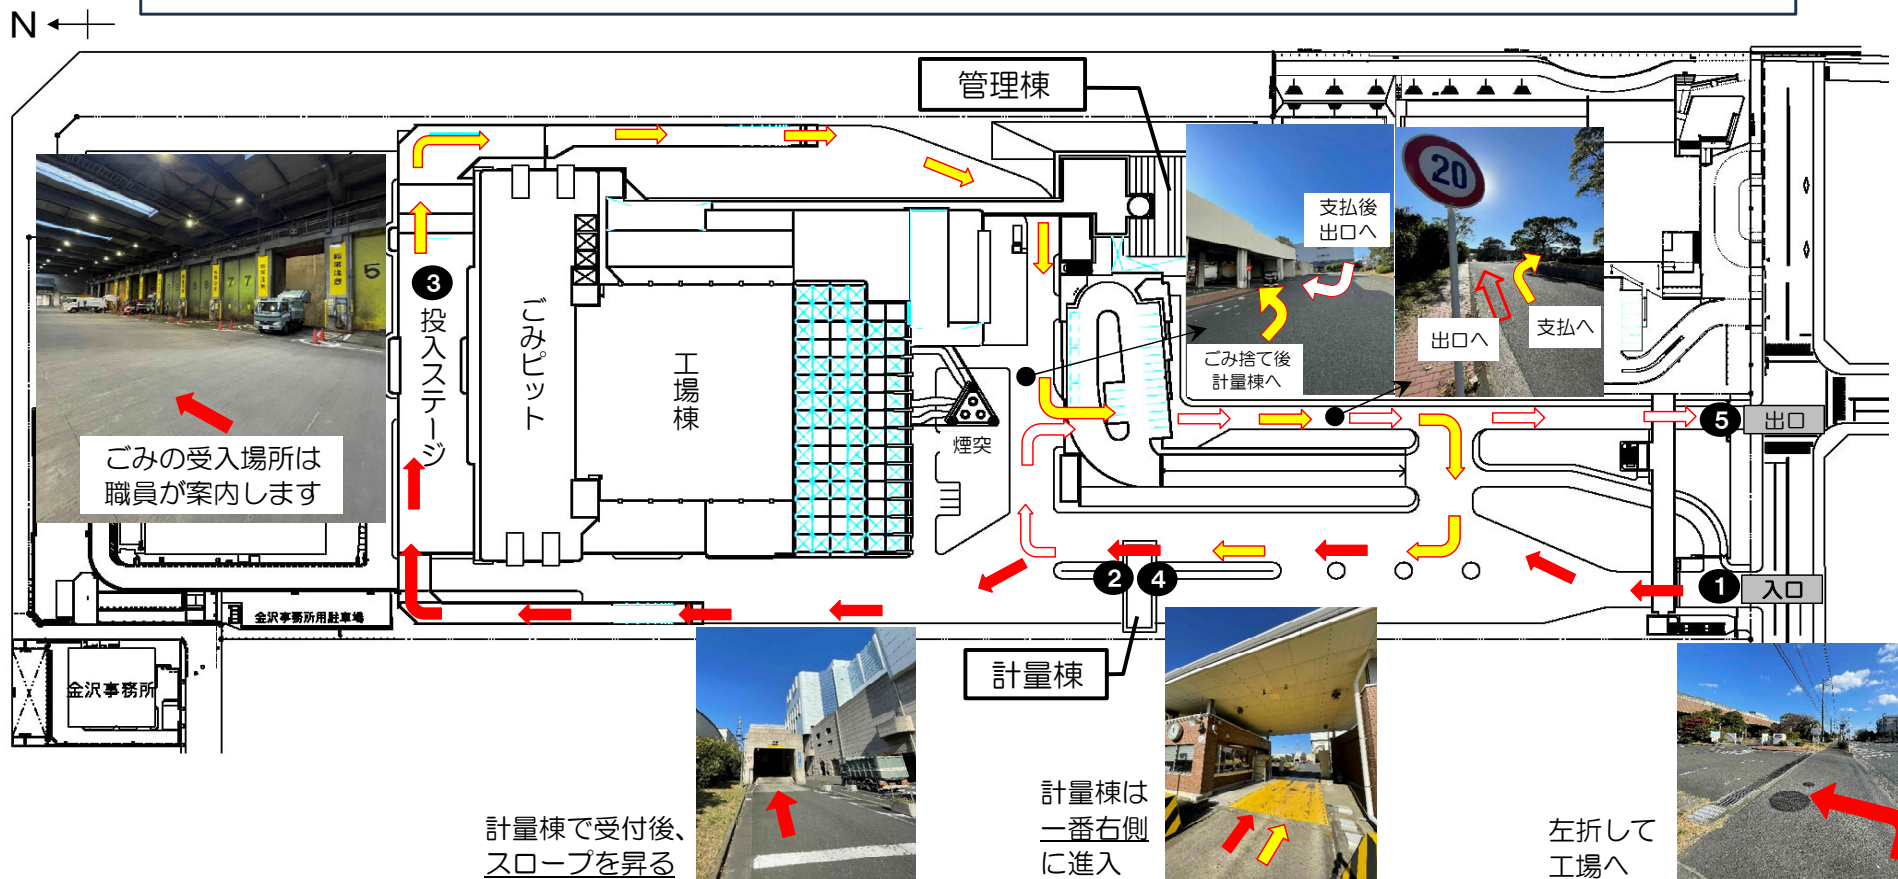 N
管理棟
20
支払後
出口へ
ごみ捨て後
計量棟へ
出口へ
支払へ
7
7
5
3
投入ステージ
ごみピット
工場棟
煙突
ごみの受入場所は
職員が案内します
5
出口
2
4
1
入口
金沢事務所用駐車場
金沢事務所
計量棟
計量棟で受付後、
スロープを昇る
計量棟は
一番右側
に進入
左折して
工場へ